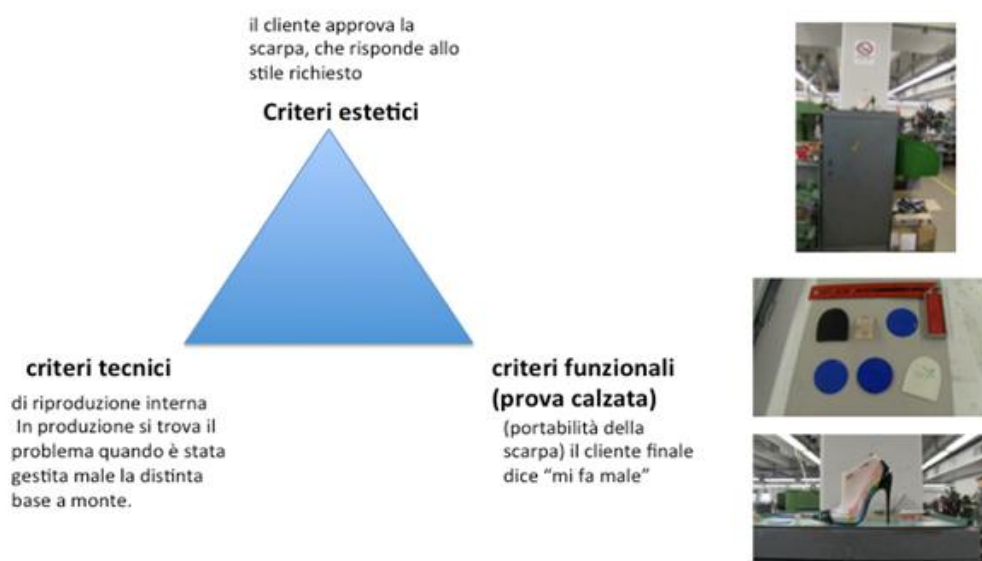 il cliente approva la
scarpa, che risponde allo
stile richiesto
Criteri estetici
criteri tecnici
di riproduzione interna
In produzione si trova il
problema quando è stata
gestita male la distinta
base a monte.
criteri funzionali
(prova calzata)
(portabilità della
scarpa) il cliente finale
dice “mi fa male”